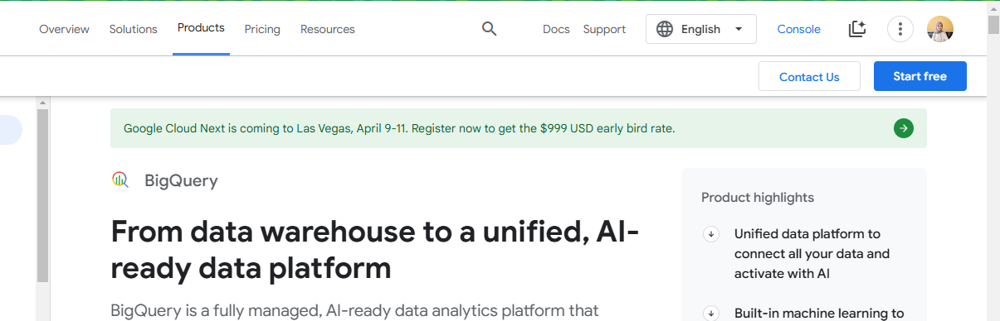 Overview Solutions Products Pricing Resources Docs Support English Console
Contact Us Start free
Google Cloud Next is coming to Las Vegas, April 9-11. Register now to get the $999 USD early bird rate.
BigQuery
From data warehouse to a unified, AI-
ready data platform
BigQuery is a fully managed, AI-ready data analytics platform that
Product highlights
Unified data platform to
connect all your data and
activate with AI
Built-in machine learning to